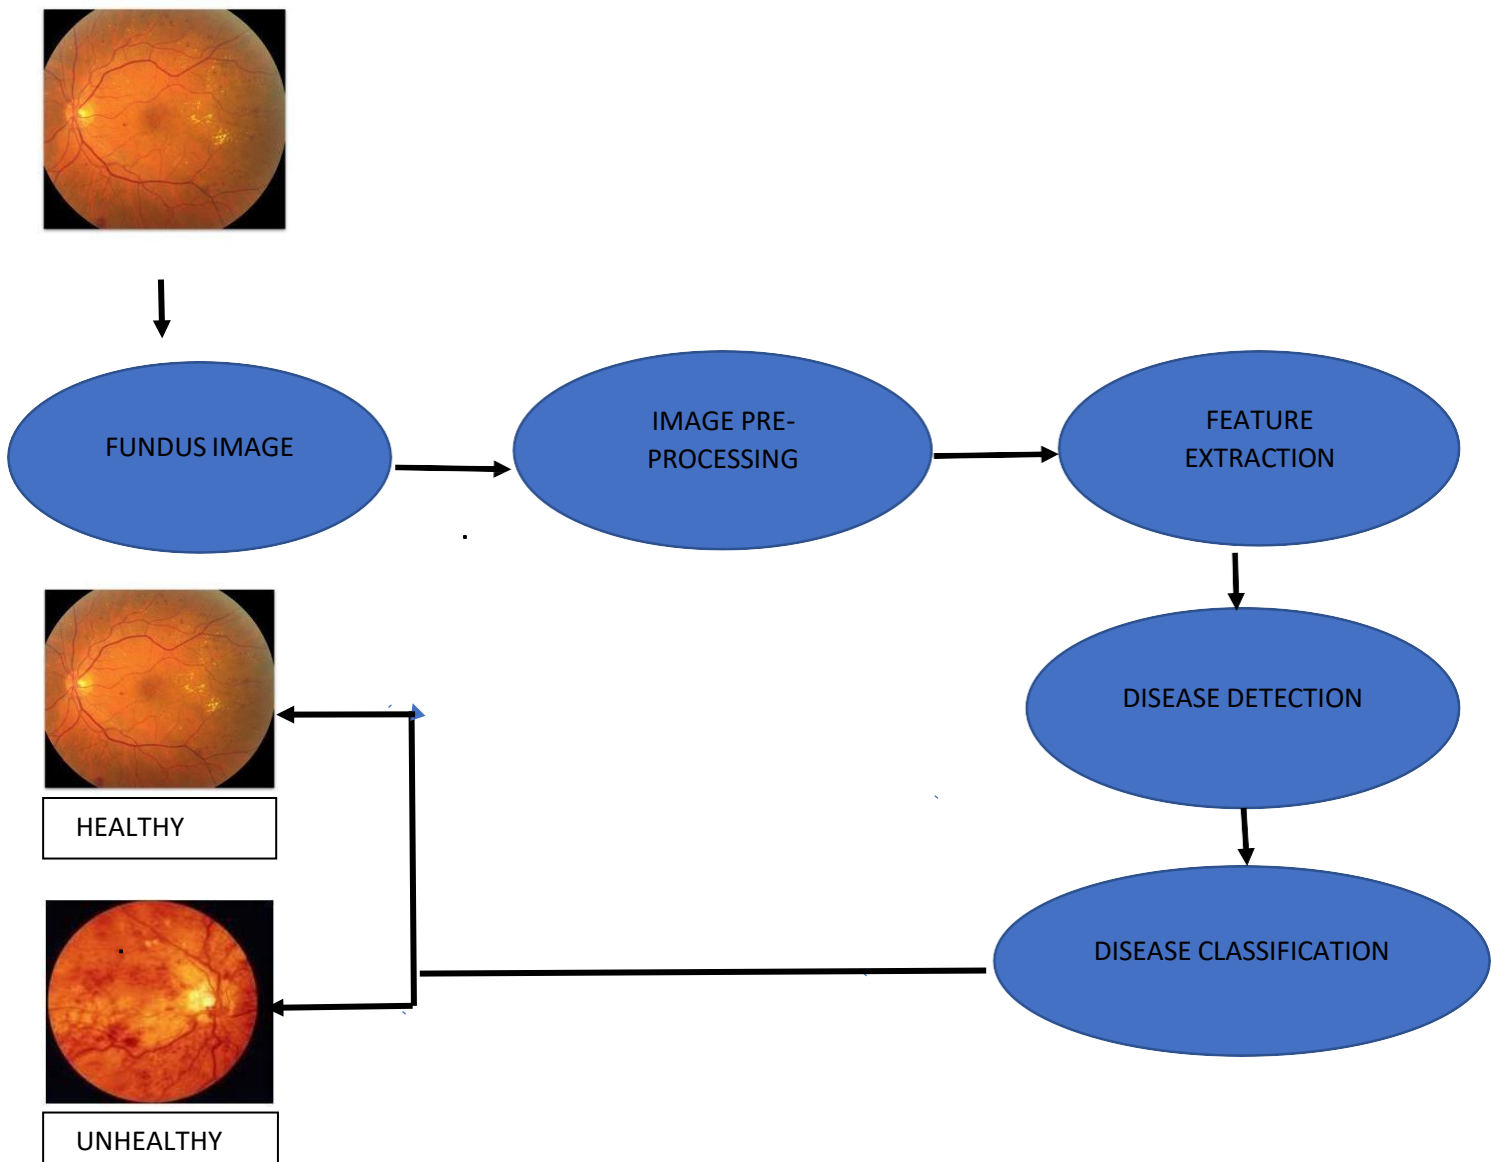 FUNDUS IMAGE
IMAGE PRE-
PROCESSING
FEATURE
EXTRACTION
DISEASE DETECTION
HEALTHY
DISEASE CLASSIFICATION
UNHEALTHY